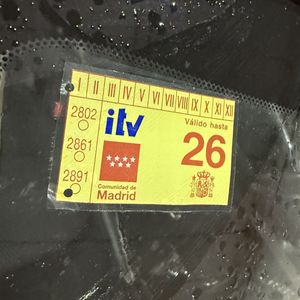 I II III IV V VI VII VIII IX X XI XII
2802
itv
Válido hasta
26
2861
2891
Comunidad de
Madrid